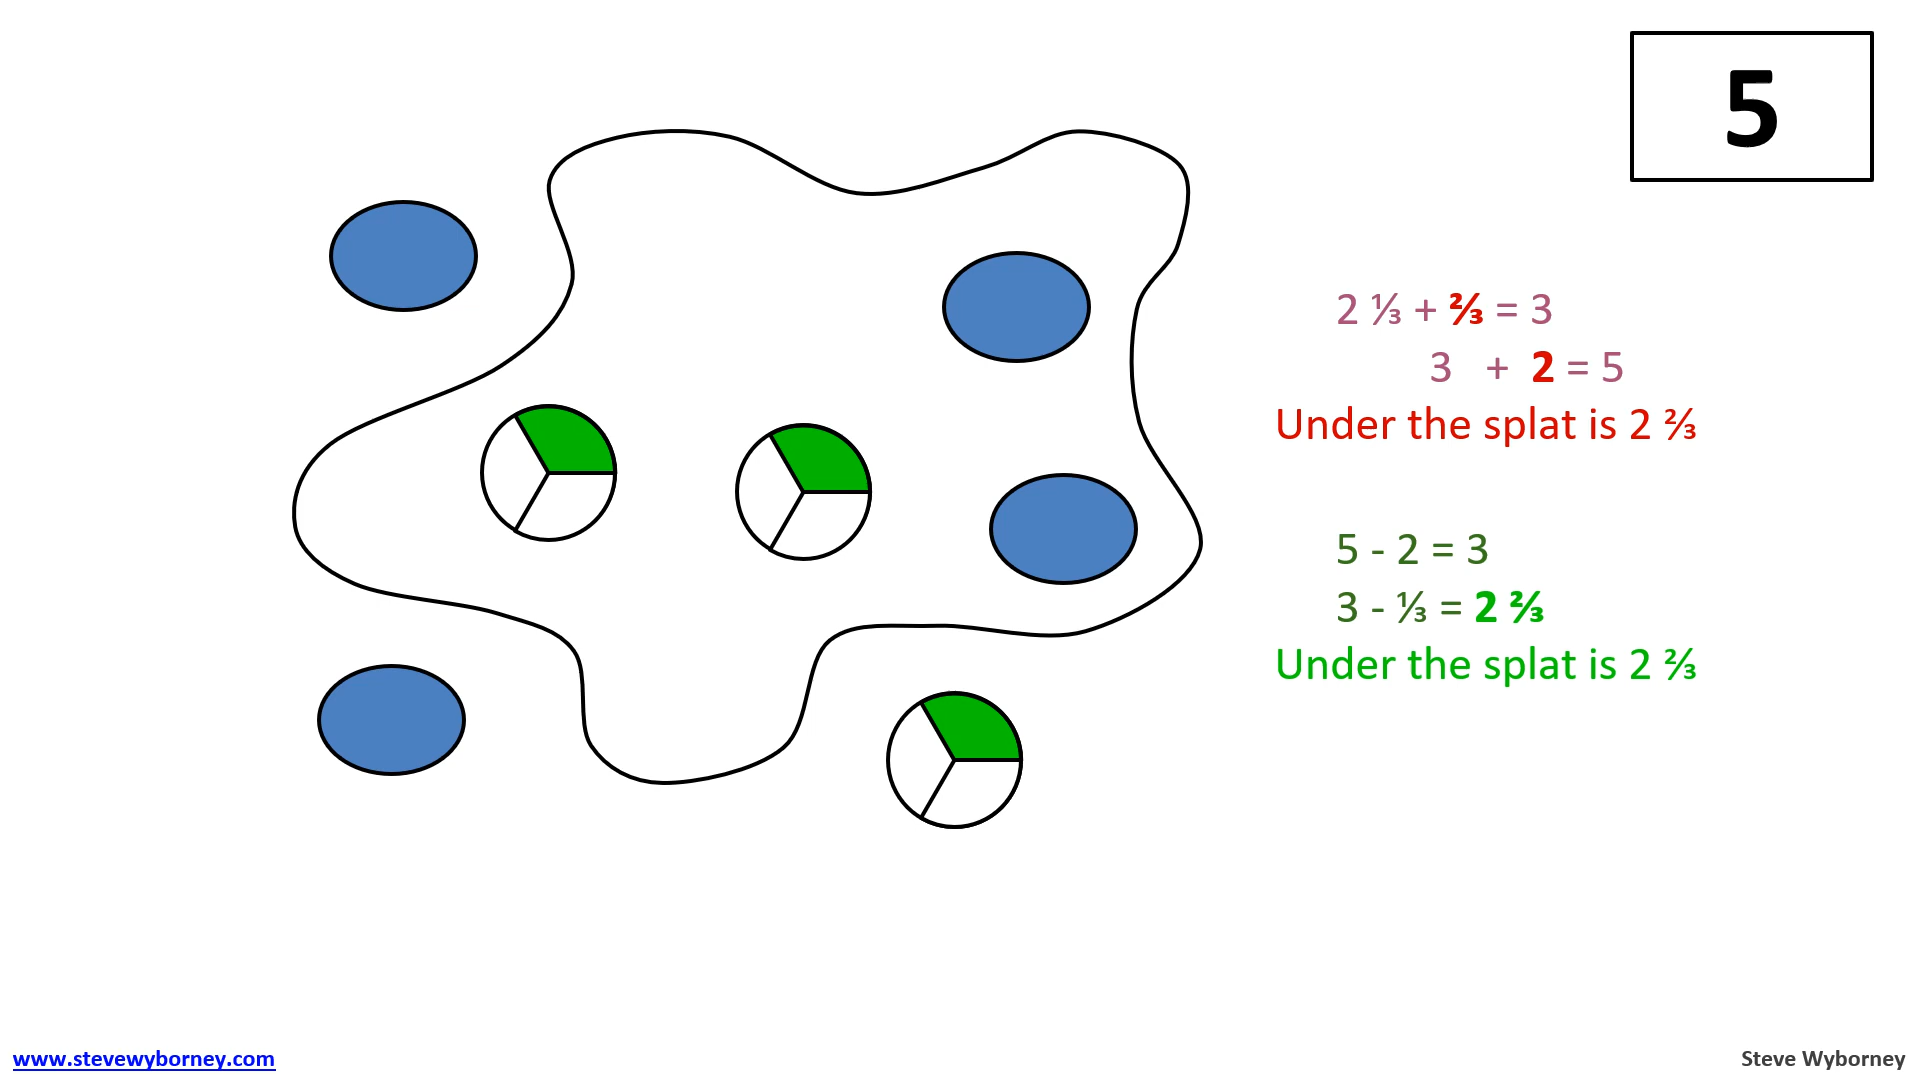 5
2 ⅓ + ⅔ = 3
3 + 2 = 5
Under the splat is 2 ⅔
5 - 2 = 3
3 - ⅓ = 2 ⅔
Under the splat is 2 ⅔
www.stevewyborney.com
Steve Wyborney